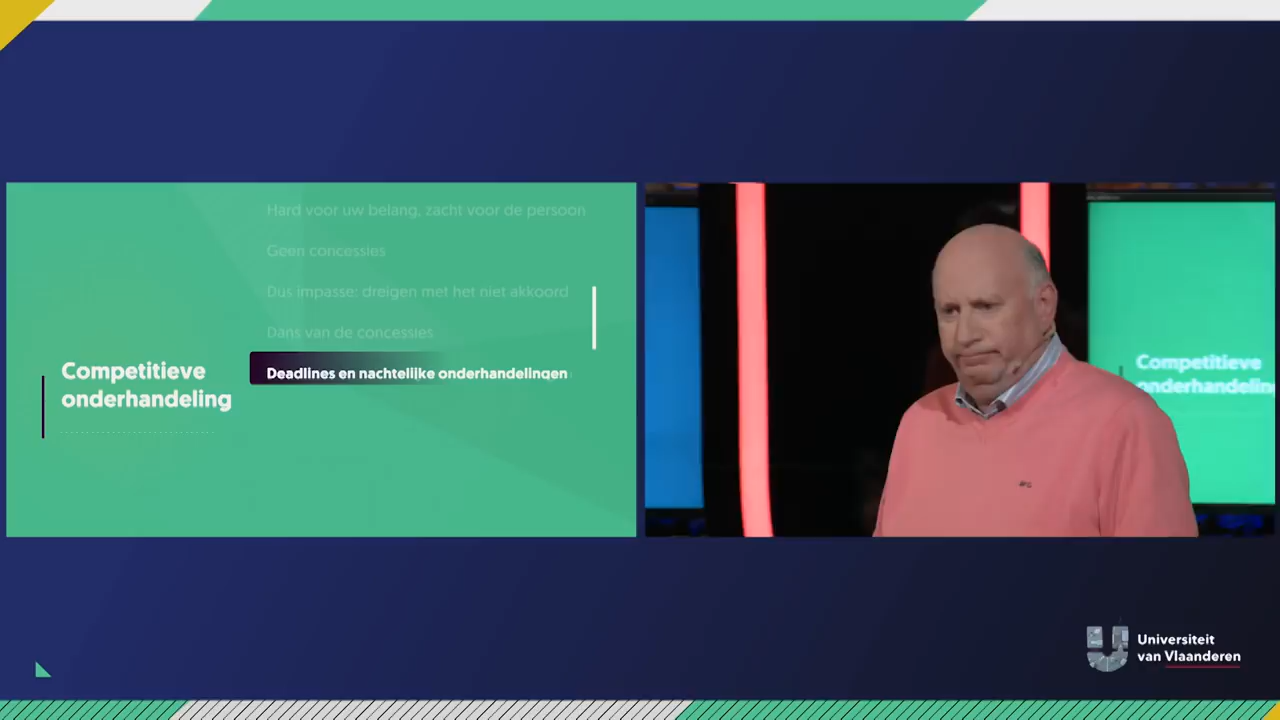 Hard voor uw belang, zacht voor de persoon
Geen concessies
Dus impasse: dreigen met het niet akkoord
Dans van de concessies
Deadlines en nachtelijke onderhandelingen
Competitieve
onderhandeling
Competitieve
onderhandeling
Universiteit
van Vlaanderen